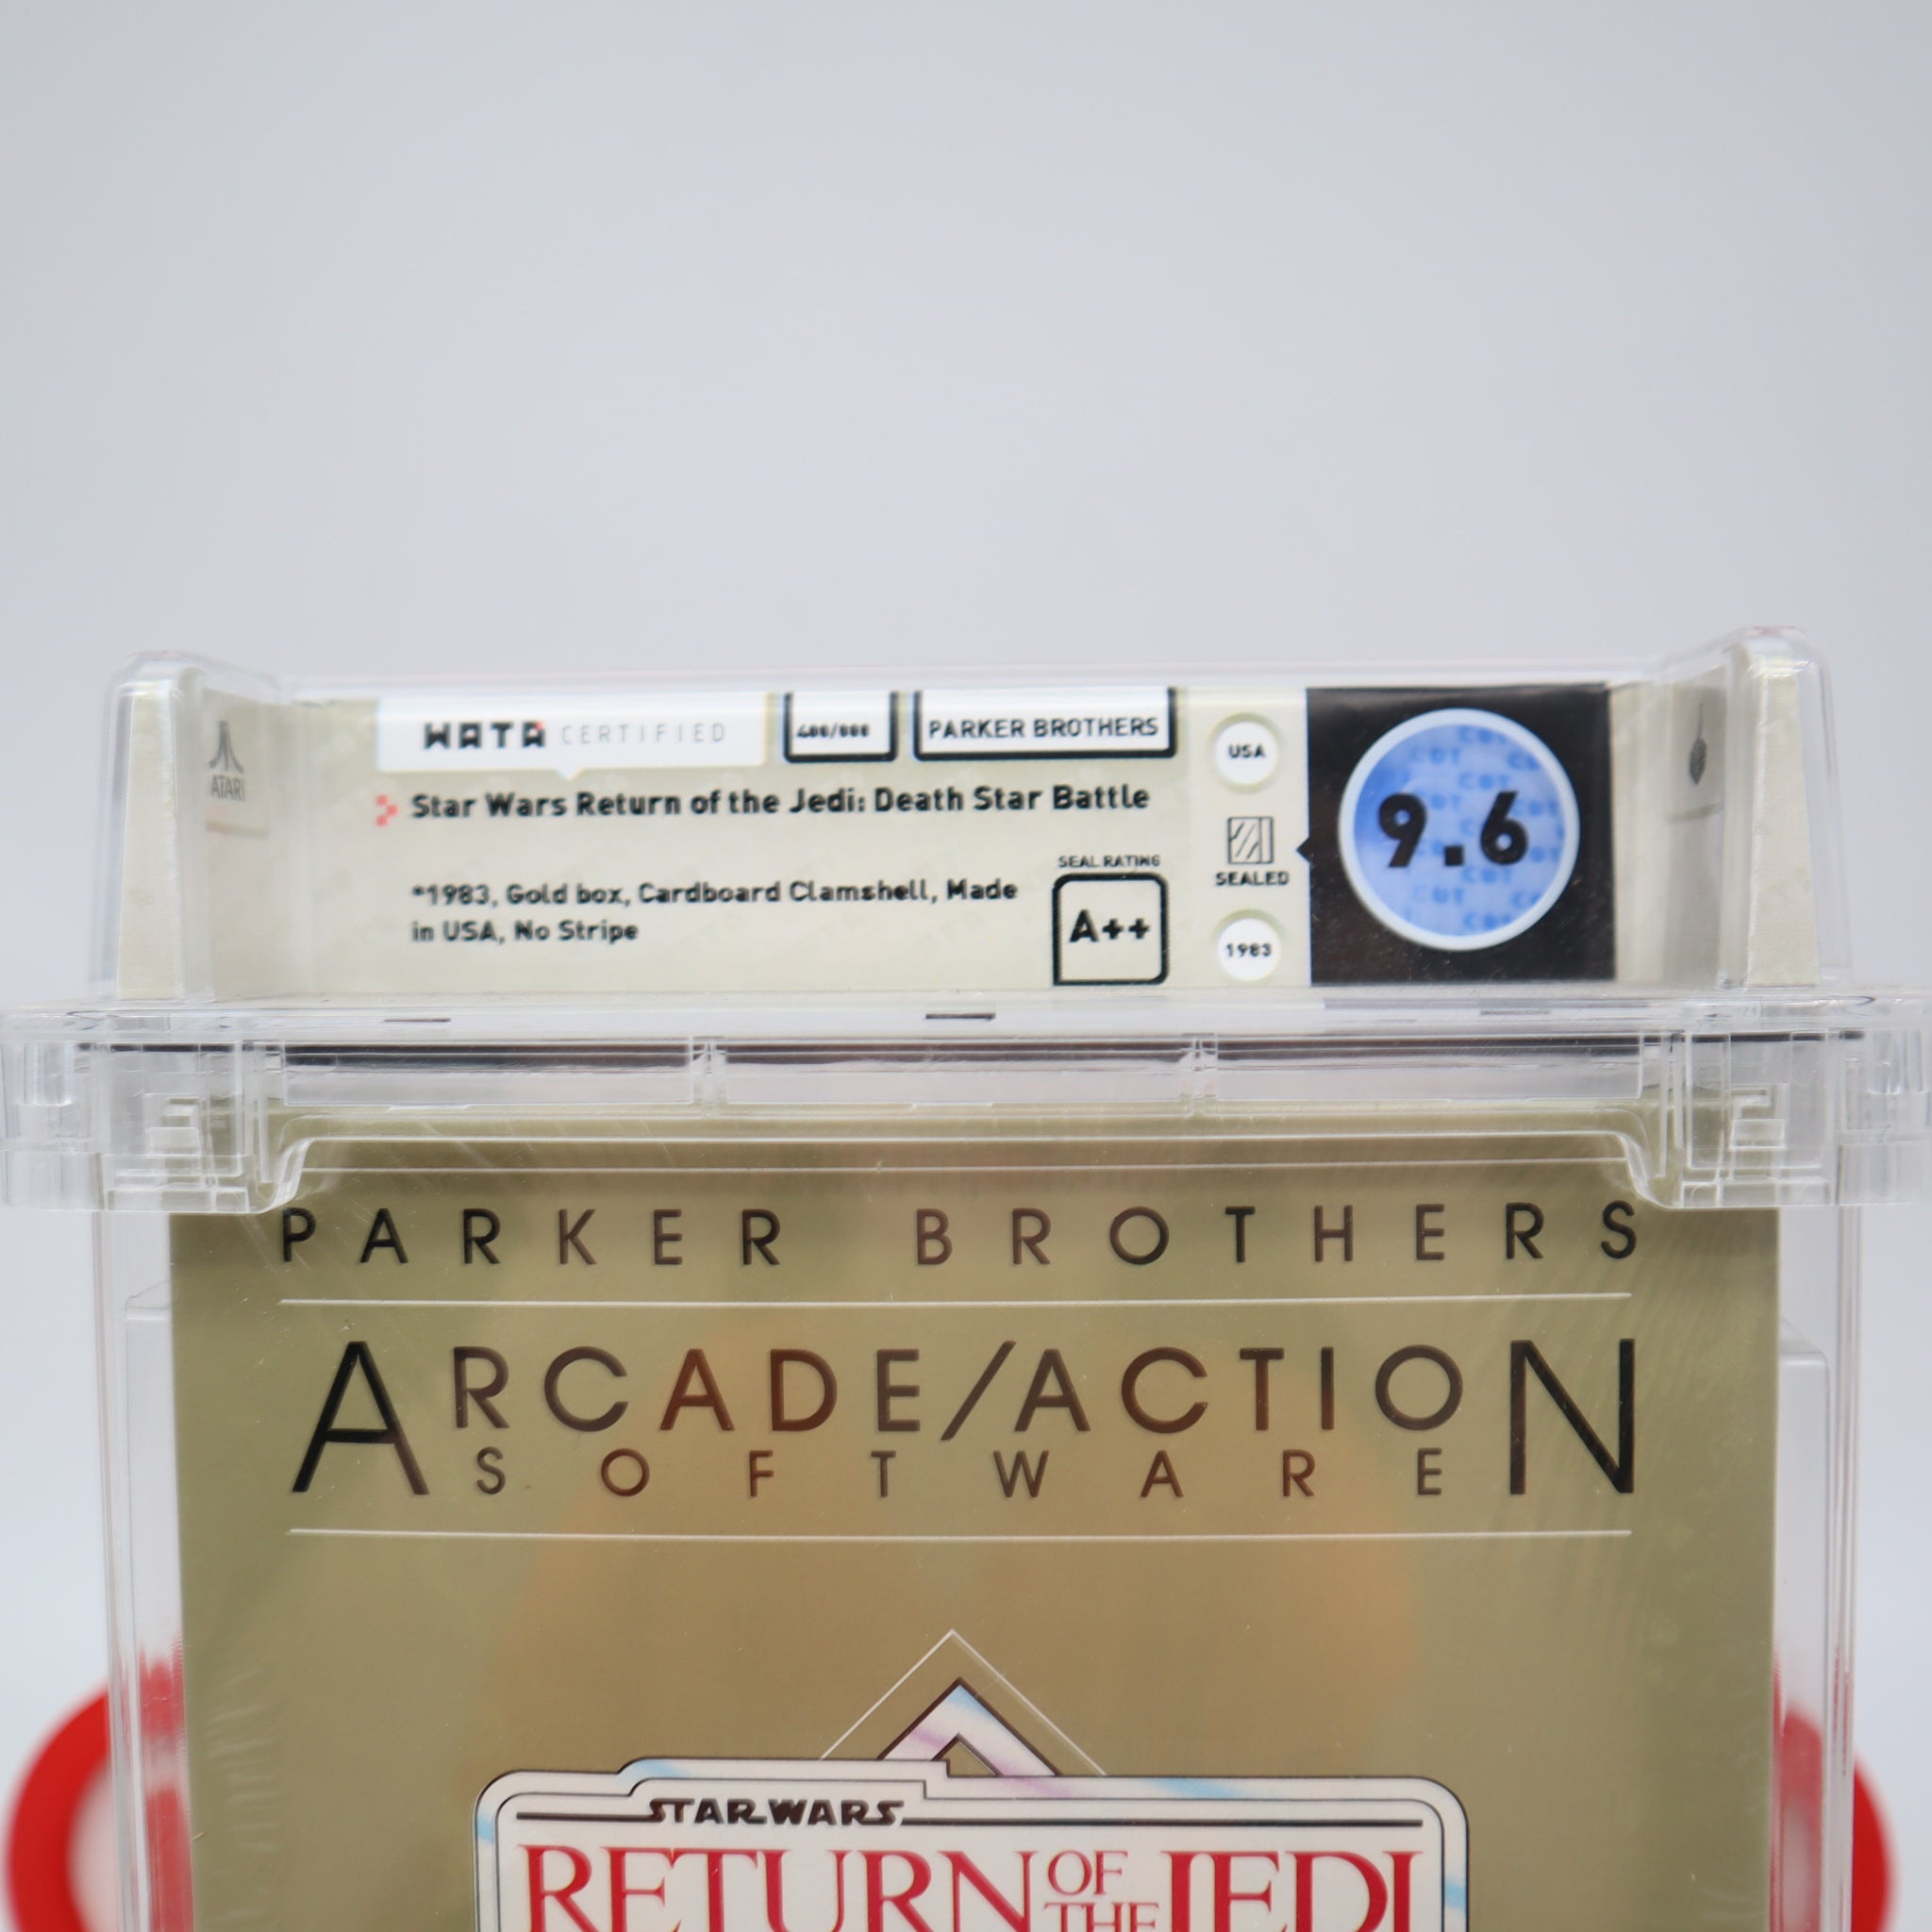 ATARI
WATA CERTIFIED
400/800
PARKER BROTHERS
Star Wars Return of the Jedi: Death Star Battle
*1983, Gold box, Cardboard Clamshell, Made
in USA, No Stripe
SEAL RATING
A++
USA
SEALED
1983
9.6
PARKER BROTHERS
ARCADE/ACTION
SOFTWARE
STAR WARS
RETURN OF THE JEDI